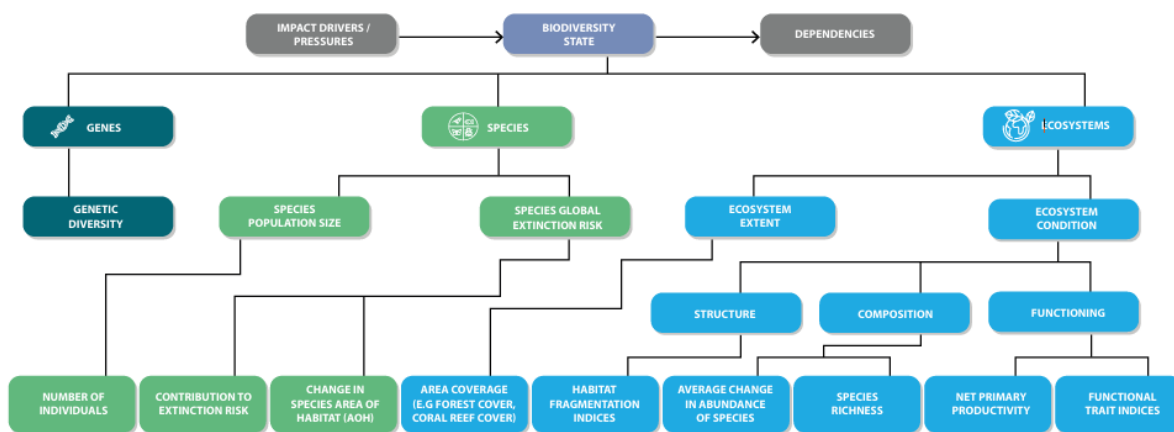 IMPACT DRIVERS /
PRESSURES
BIODIVERSITY
STATE
DEPENDENCIES
GENES
SPECIES
ECOSYSTEMS
GENETIC
DIVERSITY
SPECIES
POPULATION SIZE
SPECIES GLOBAL
EXTINCTION RISK
ECOSYSTEM
EXTENT
ECOSYSTEM
CONDITION
STRUCTURE
COMPOSITION
FUNCTIONING
NUMBER OF
INDIVIDUALS
CONTRIBUTION TO
EXTINCTION RISK
CHANGE IN
SPECIES AREA OF
HABITAT (AOH)
AREA COVERAGE
(E.G FOREST COVER,
CORAL REEF COVER)
HABITAT
FRAGMENTATION
INDICES
AVERAGE CHANGE
IN ABUNDANCE
OF SPECIES
SPECIES
RICHNESS
NET PRIMARY
PRODUCTIVITY
FUNCTIONAL
TRAIT INDICES